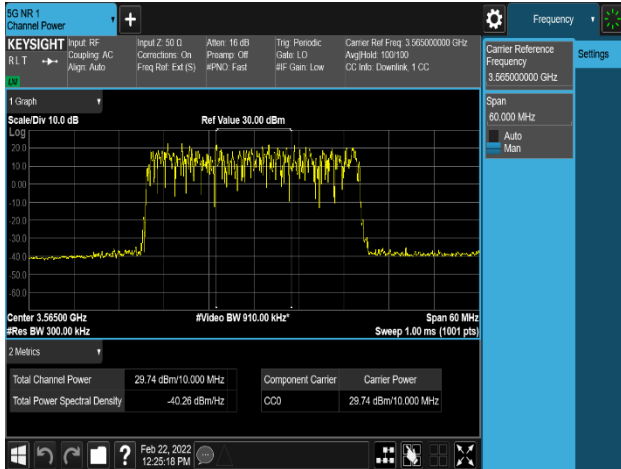 5G NR 1
Channel Power
Frequency
KEYSIGHT
Input: RF
Input Z: 50 Ω
Atten: 16 dB
Trig: Periodic
Carrier Ref Freq: 3.565000000 GHz
RLT
Coupling: AC
Corrections: On
Preamp: Off
Gate: LO
Avg|Hold: 100/100
Align: Auto
Freq Ref: Ext (S)
#PNO: Fast
#IF Gain: Low
CC Info: Downlink, 1 CC
Carrier Reference
Frequency
3.565000000 GHz
Settings
Span
60.000 MHz
Auto
Man
1 Graph
Scale/Div 10.0 dB
Ref Value 30.00 dBm
Log
20.0
10.0
0.00
-10.0
-20.0
-30.0
-40.0
-50.0
-60.0
Center 3.56500 GHz
#Video BW 910.00 kHz*
Span 60 MHz
#Res BW 300.00 kHz
Sweep 1.00 ms (1001 pts)
2 Metrics
Total Channel Power
29.74 dBm/10.000 MHz
Component Carrier
Carrier Power
Total Power Spectral Density
-40.26 dBm/Hz
CC0
29.74 dBm/10.000 MHz
?
Feb 22, 2022
12:25:18 PM